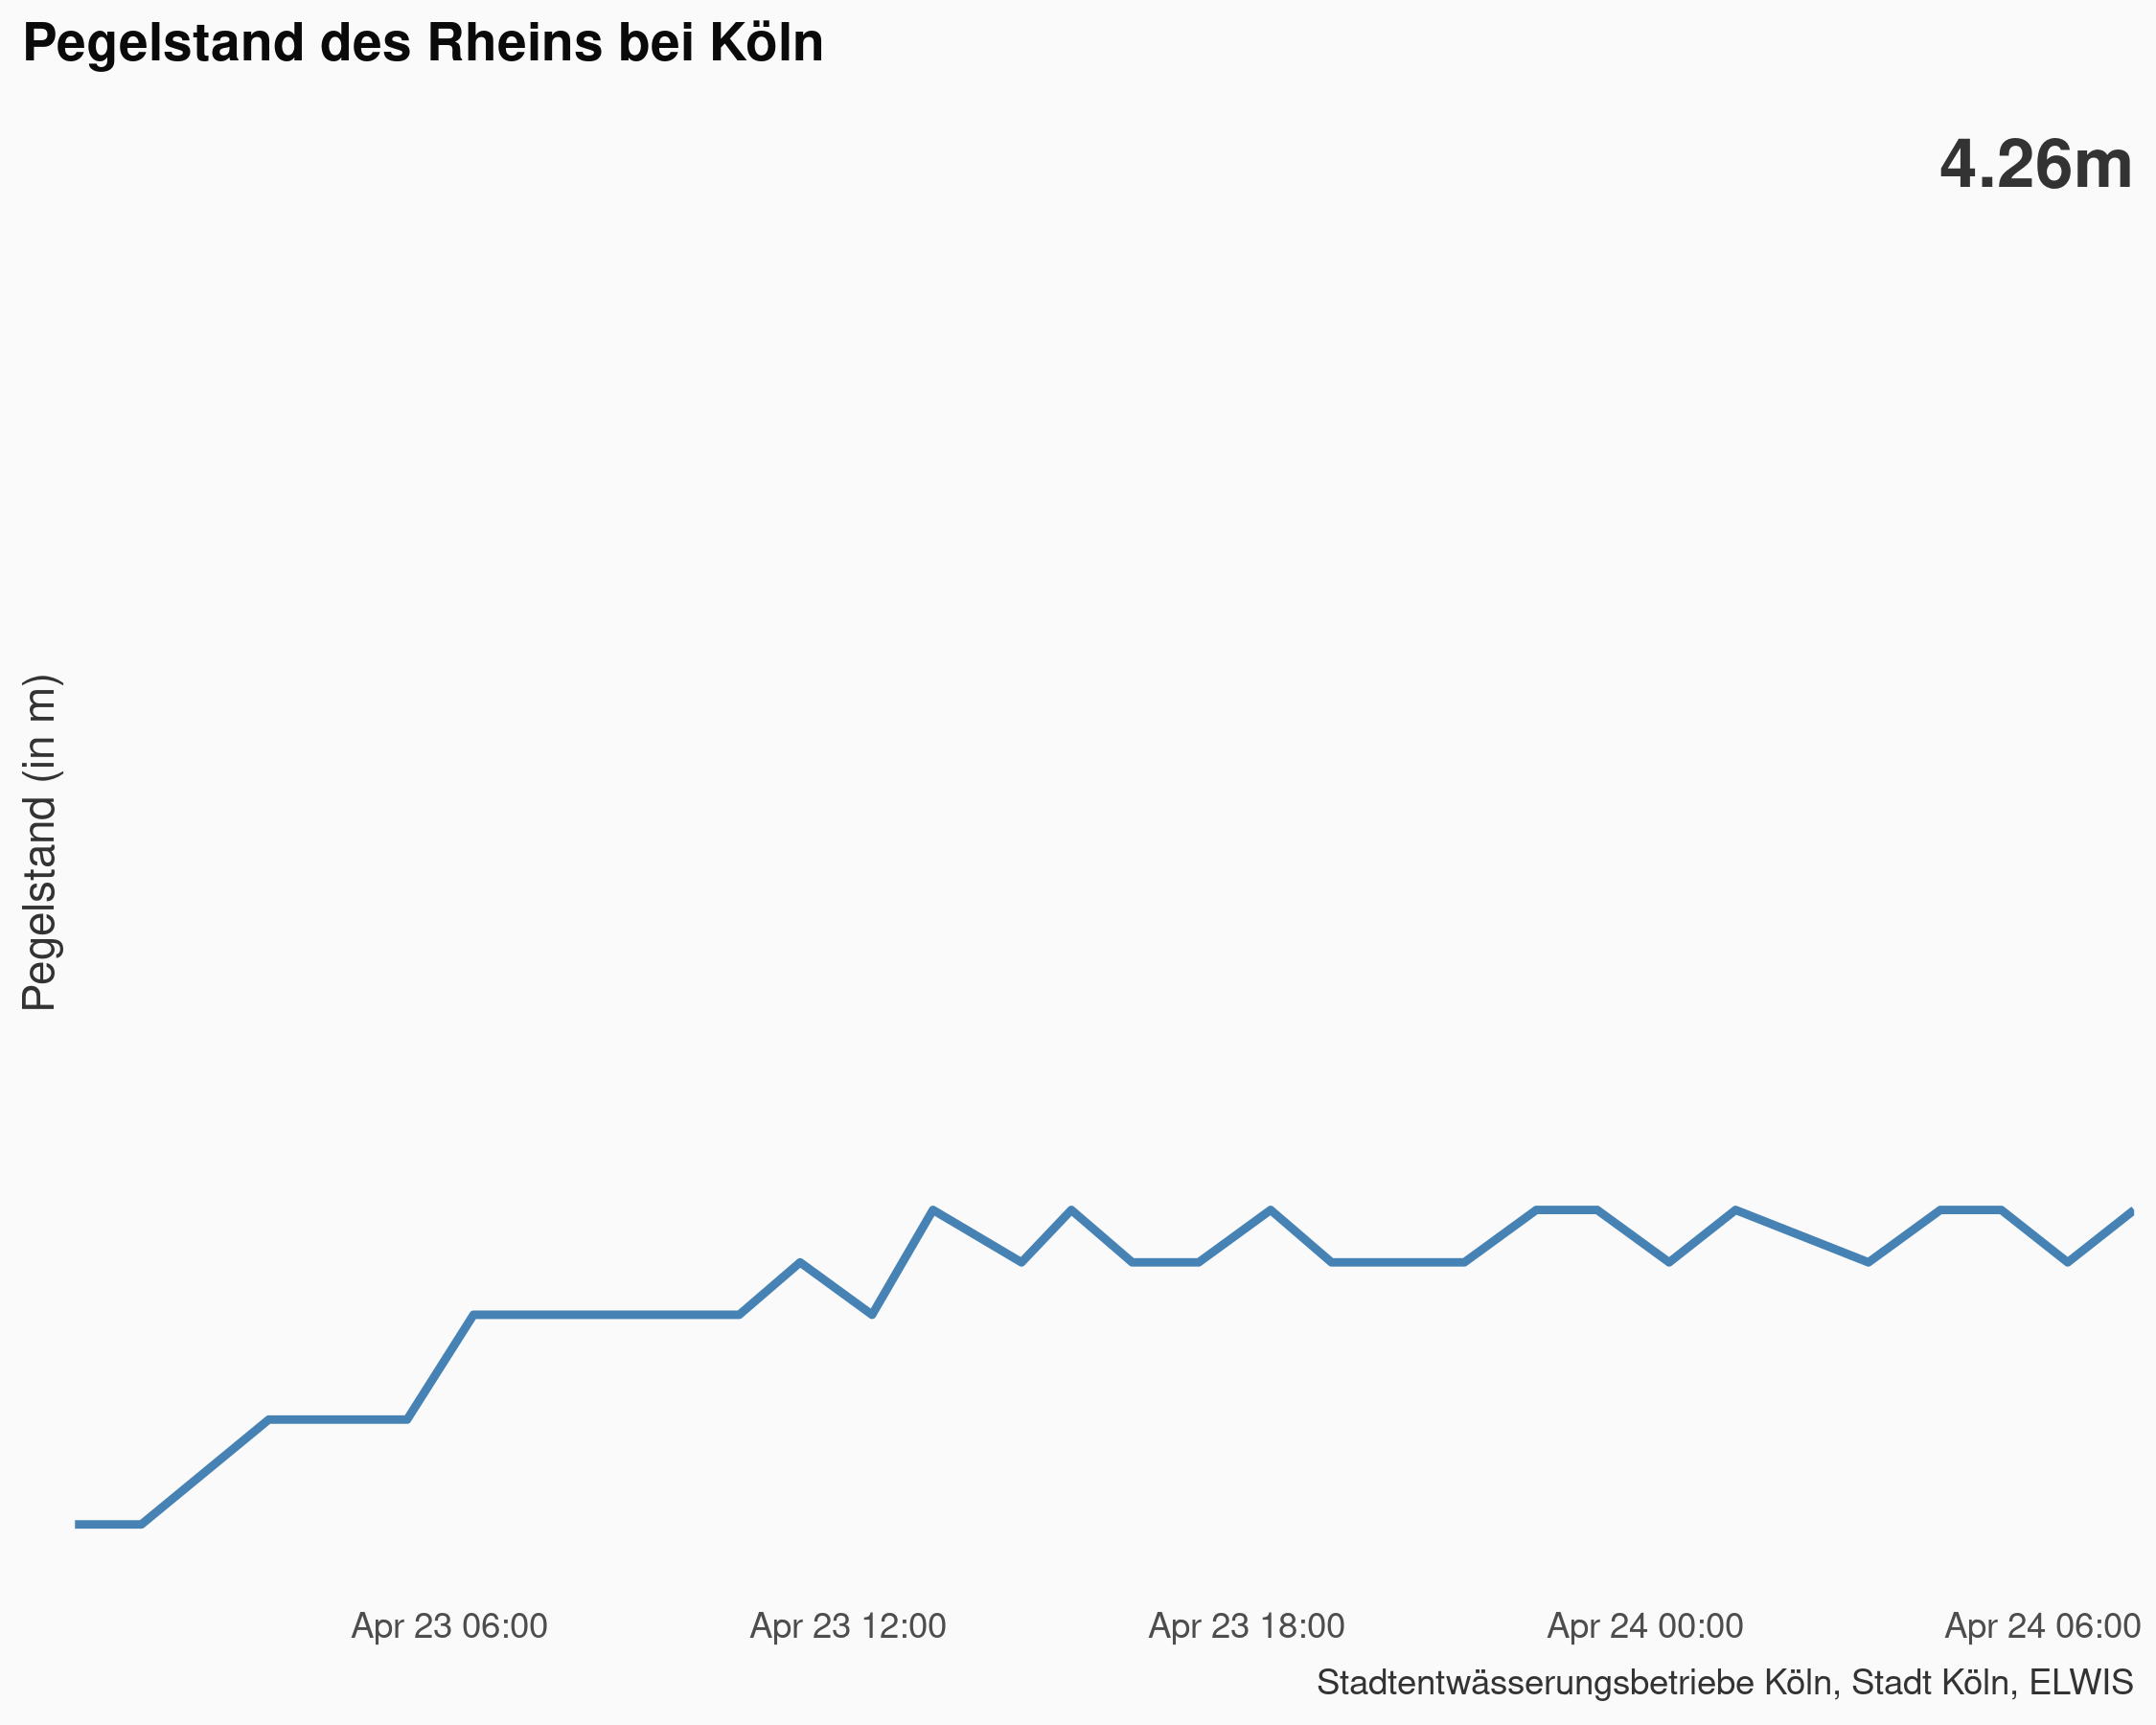 Pegelstand des Rheins bei Köln
4.26m
Pegelstand (in m)
Apr 23 06:00
Apr 23 12:00
Apr 23 18:00
Apr 24 00:00
Apr 24 06:00
Stadtentwässerungsbetriebe Köln, Stadt Köln, ELWIS